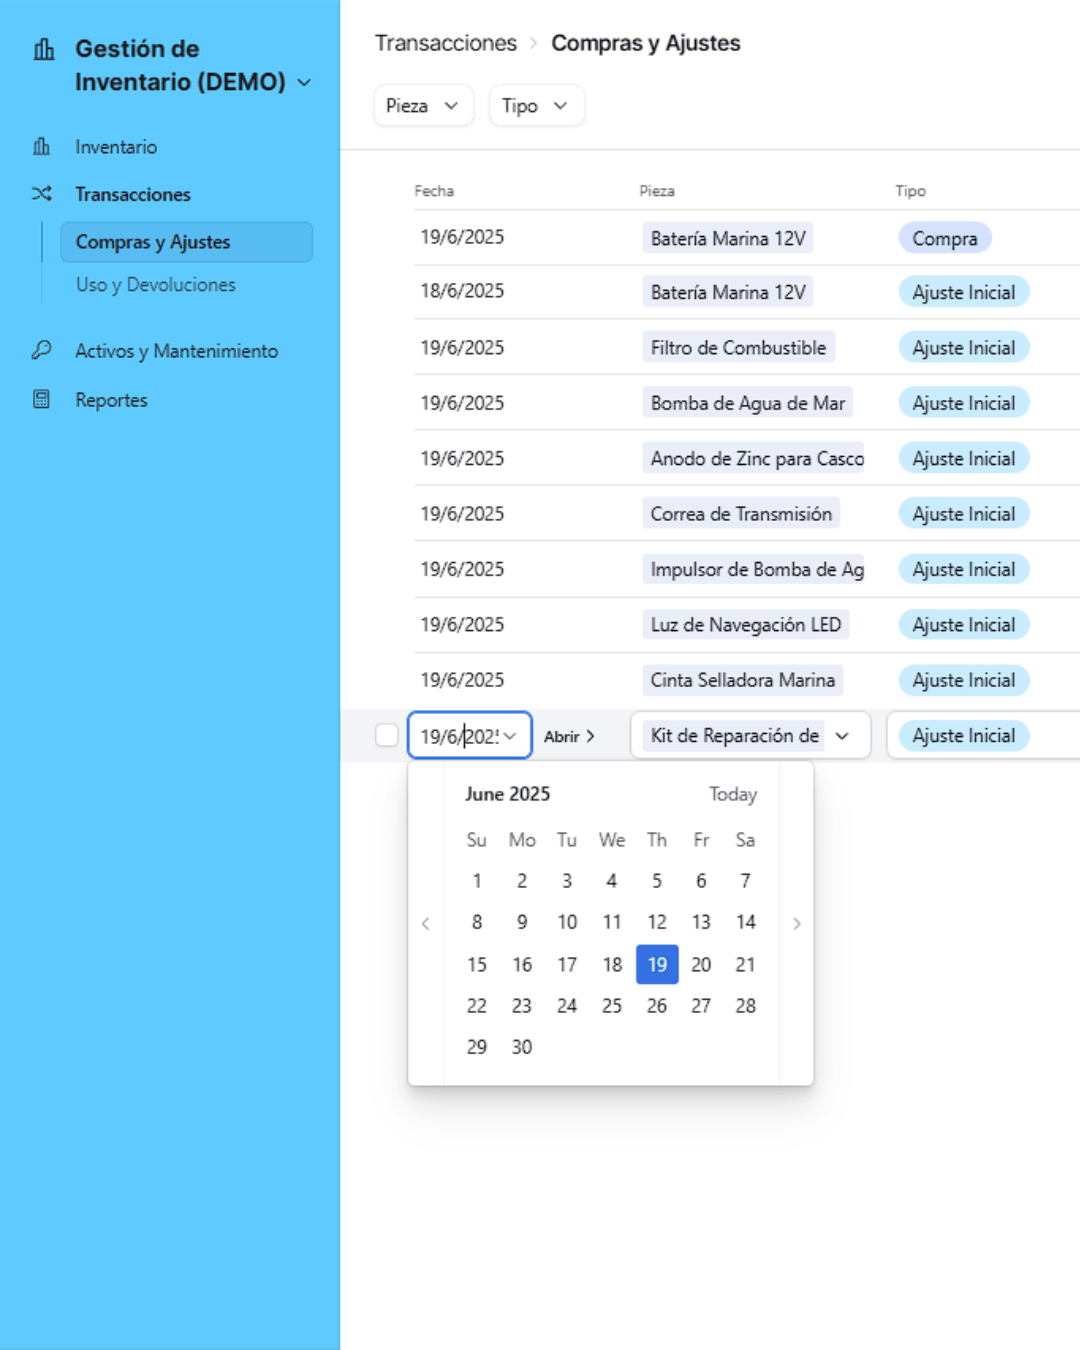 Gestión de
Inventario (DEMO)
Inventario
Transacciones
Compras y Ajustes
Uso y Devoluciones
Activos y Mantenimiento
Reportes
Transacciones > Compras y Ajustes
Pieza Tipo
Fecha Pieza Tipo
19/6/2025 Batería Marina 12V Compra
18/6/2025 Batería Marina 12V Ajuste Inicial
19/6/2025 Filtro de Combustible Ajuste Inicial
19/6/2025 Bomba de Agua de Mar Ajuste Inicial
19/6/2025 Anodo de Zinc para Casco Ajuste Inicial
19/6/2025 Correa de Transmisión Ajuste Inicial
19/6/2025 Impulsor de Bomba de Ag Ajuste Inicial
19/6/2025 Luz de Navegación LED Ajuste Inicial
19/6/2025 Cinta Selladora Marina Ajuste Inicial
19/6/2025 Abrir > Kit de Reparación de Ajuste Inicial
June 2025 Today
Su Mo Tu We Th Fr Sa
1 2 3 4 5 6 7
8 9 10 11 12 13 14
15 16 17 18 19 20 21
22 23 24 25 26 27 28
29 30